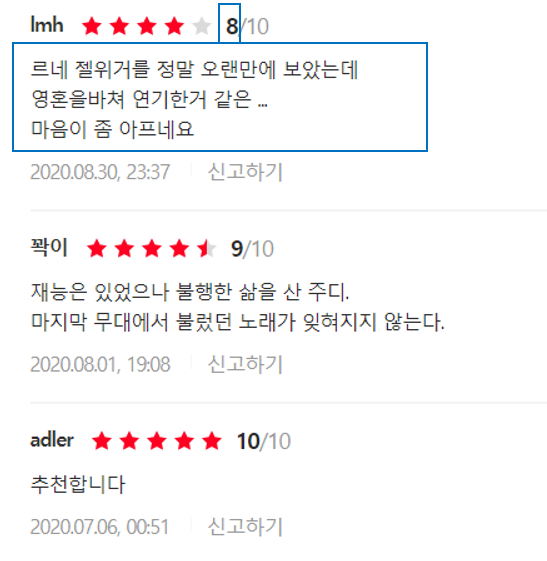 lmh 8/10
르네 젤위거를 정말 오랜만에 보았는데
영혼을바쳐 연기한거 같은 ...
마음이 좀 아프네요
2020.08.30, 23:37 신고하기
꽉이 9/10
재능은 있었으나 불행한 삶을 산 주디.
마지막 무대에서 불렀던 노래가 잊혀지지 않는다.
2020.08.01, 19:08 신고하기
adler 10/10
추천합니다
2020.07.06, 00:51 신고하기